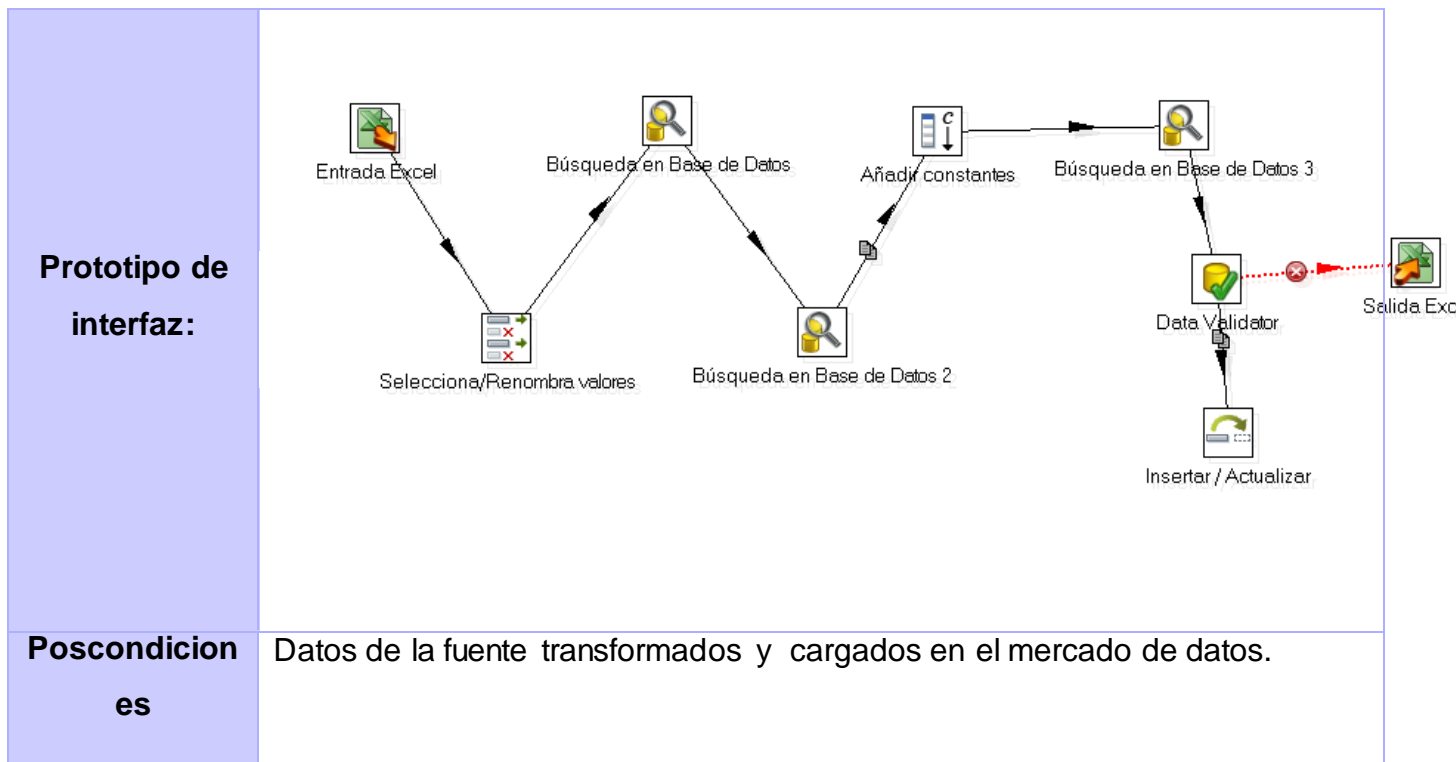 Prototipo de
interfaz:
Entrada Excel
Búsqueda en Base de Datos
Añadir constantes
Búsqueda en Base de Datos 3
Selecciona/Renombra valores
Búsqueda en Base de Datos 2
Data Validator
Salida Exc
Insertar / Actualizar
Poscondicion
es
Datos de la fuente transformados y cargados en el mercado de datos.